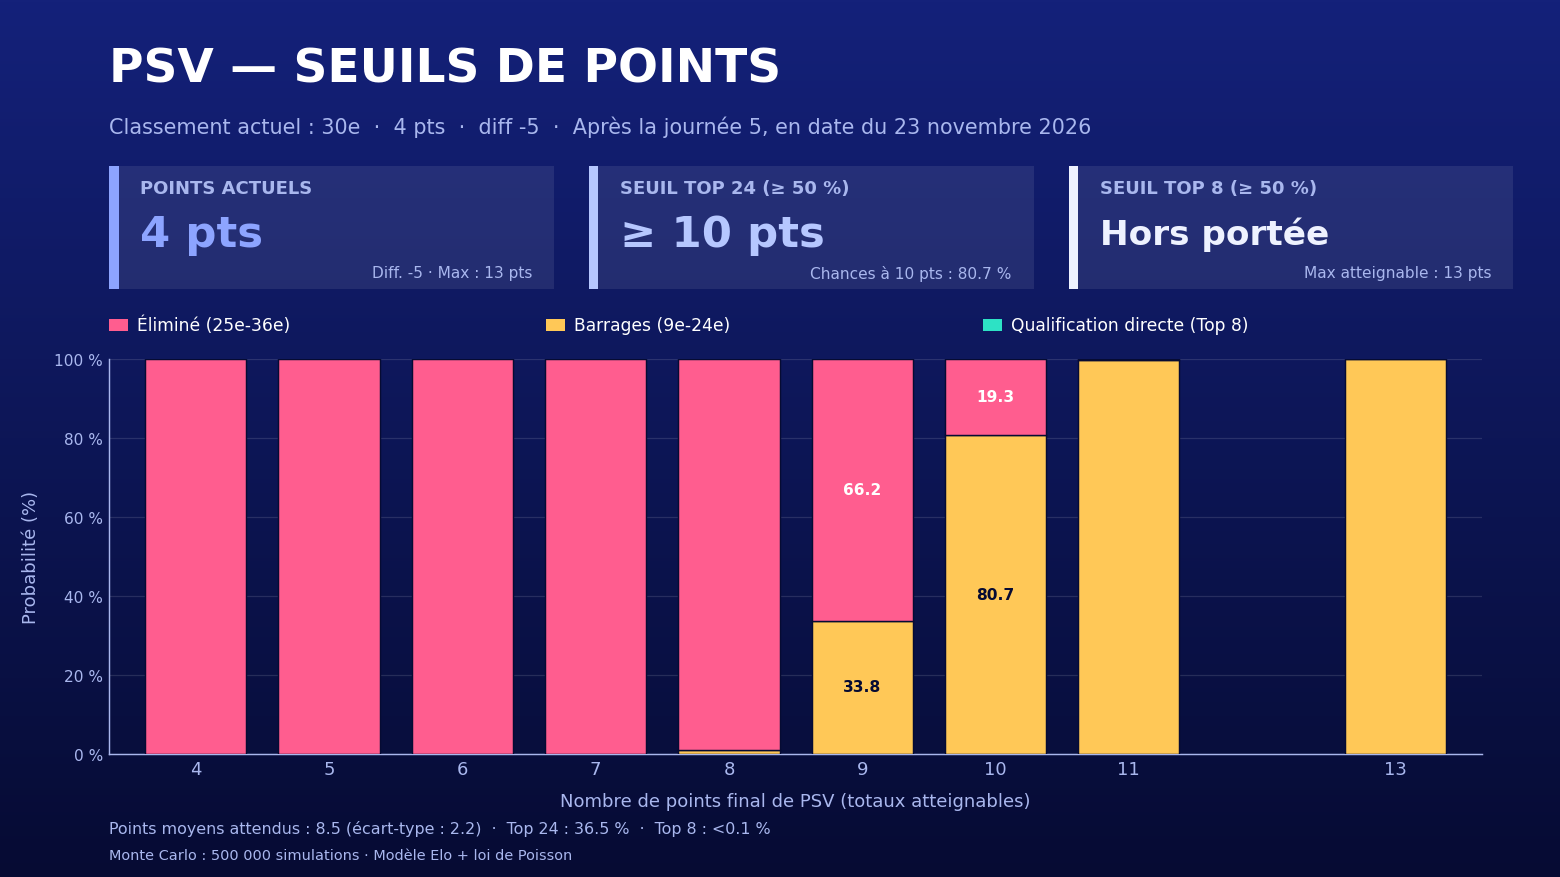 PSV — SEUILS DE POINTS
Classement actuel : 30e · 4 pts · diff -5 · Après la journée 5, en date du 23 novembre 2026
POINTS ACTUELS
4 pts
Diff. -5 · Max : 13 pts
SEUIL TOP 24 (≥ 50 %)
≥ 10 pts
Chances à 10 pts : 80.7 %
SEUIL TOP 8 (≥ 50 %)
Hors portée
Max atteignable : 13 pts
Éliminé (25e-36e)
Barrages (9e-24e)
Qualification directe (Top 8)
Probabilité (%)
100 %
80 %
60 %
40 %
20 %
0 %
66.2
33.8
19.3
80.7
4 5 6 7 8 9 10 11 13
Nombre de points final de PSV (totaux atteignables)
Points moyens attendus : 8.5 (écart-type : 2.2) · Top 24 : 36.5 % · Top 8 : <0.1 %
Monte Carlo : 500 000 simulations · Modèle Elo + loi de Poisson